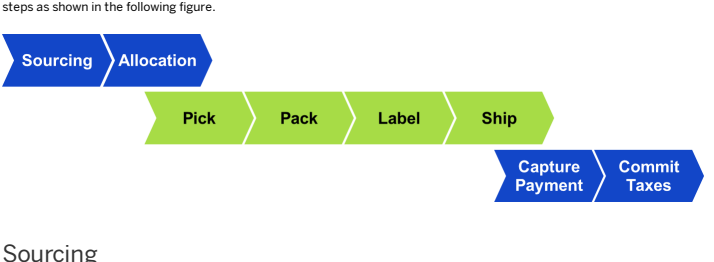 steps as shown in the following figure.
Sourcing
Allocation
Pick
Pack
Label
Ship
Capture
Payment
Commit
Taxes
Sourcing